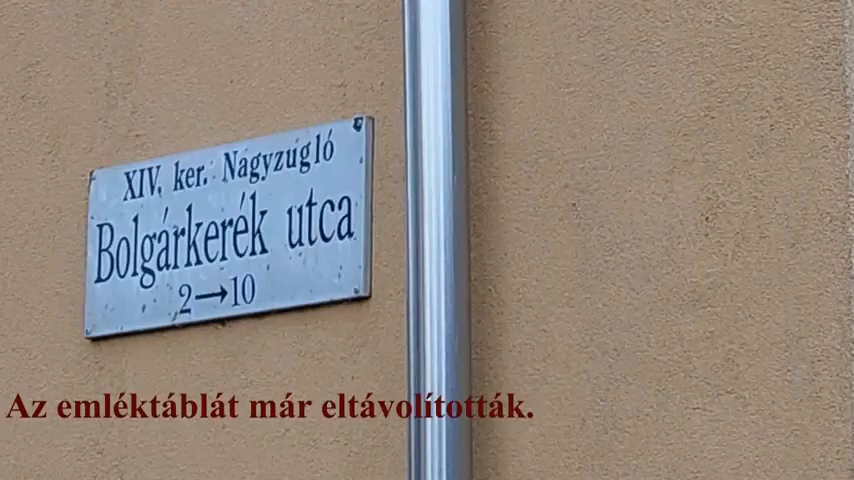 XIV. ker. Nagyzugló
Bolgárkerék utca
2→10
Az emléktáblát már eltávolították.